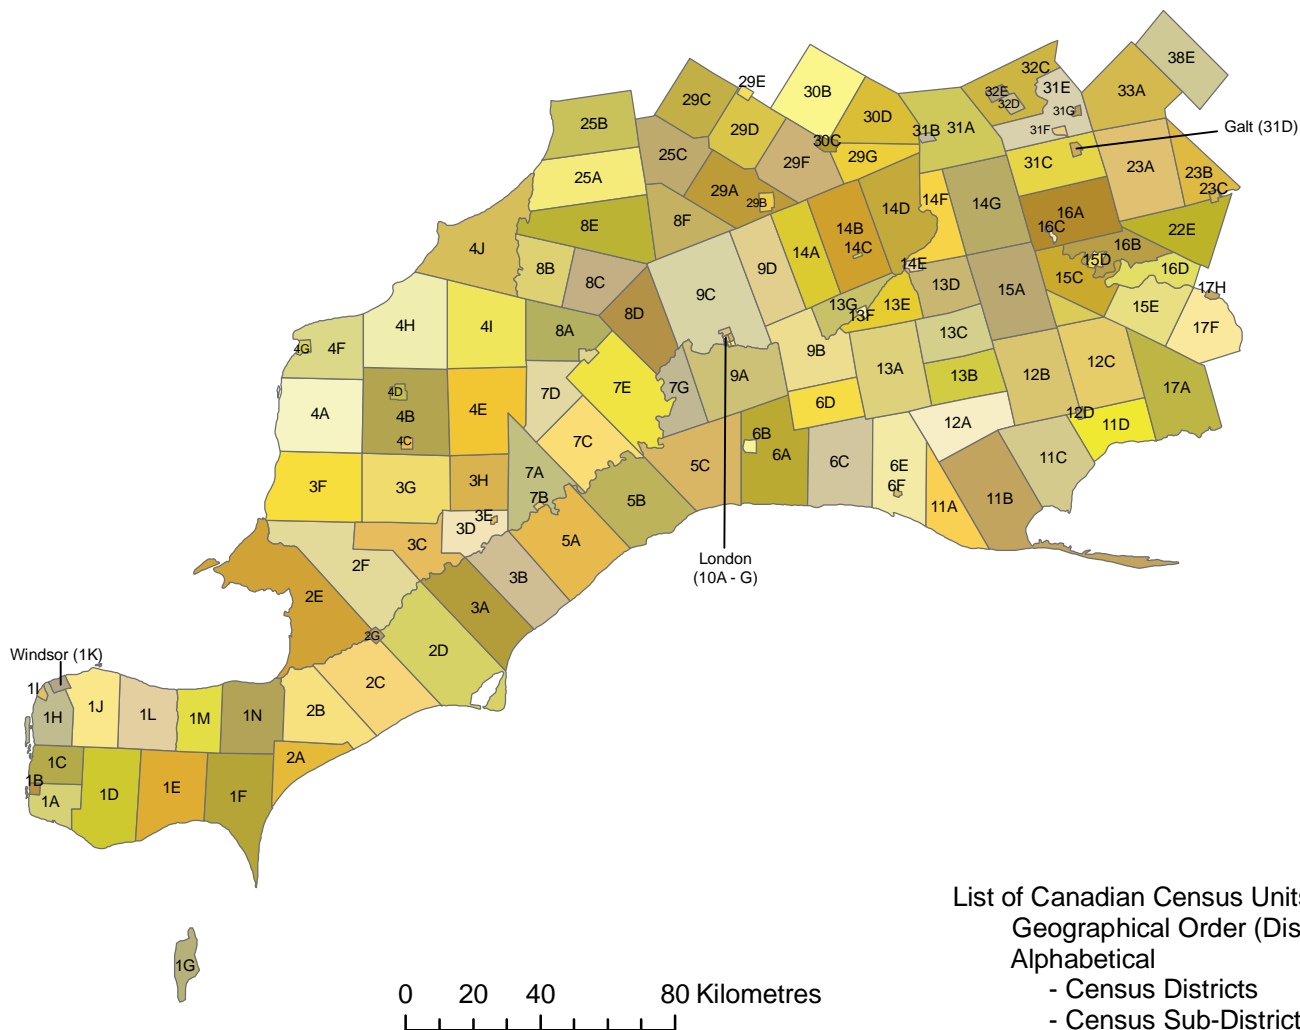 38E
32C
29E
31E
33A
30B
32E
29C
32D
31G
30D
25B
29D
31B
31A
31F
Galt (31D)
30C
25C
29F
29G
31C
23A
23B
25A
29A
14F
23C
29B
14D
14G
16A
8E
8F
14B
16C
22E
4J
14C
14A
16B
8B
9D
14E
15D
16D
8C
9C
13D
15C
15A
17H
13G
13E
15E
8D
13F
4H
4I
8A
17F
13C
4G
4F
9B
12C
7E
13A
13B
12B
7G
9A
17A
4D
7D
6D
4A
4B
4E
12D
12A
11D
4C
7C
6B
6A
5C
6C
11C
7A
6E
3F
3G
3H
6F
7B
5B
11B
11A
3E
3D
5A
3C
London
(10A - G)
2F
3B
2E
3A
2G
2D
Windsor (1K)
2C
1I
1J
1H
1L
1M
1N
2B
2A
1C
1B
1A
1D
1E
1F
List of Canadian Census Units
Geographical Order (Dis
Alphabetical
1G
- Census Districts
0 20 40 80 Kilometres
- Census Sub-District